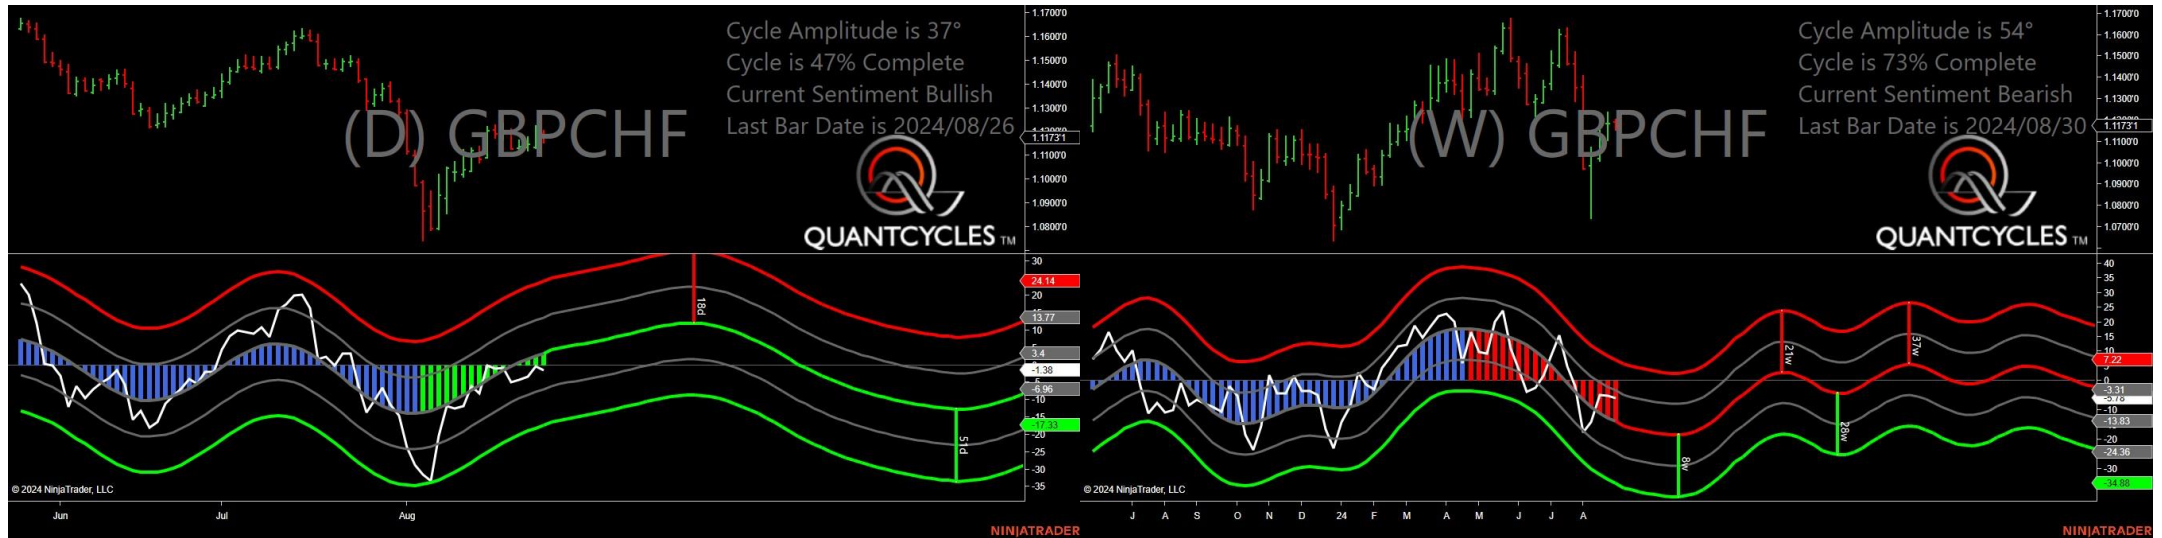 Cycle Amplitude is 37°
Cycle is 47% Complete
Current Sentiment Bullish
Last Bar Date is 2024/08/26
(D) GBPCHF
QUANTCYCLES TM
1.1700'0
1.1600'0
1.1500'0
1.1400'0
1.1300'0
1.1173'1
1.1100'0
1.1000'0
1.0900'0
1.0800'0
30
24.14
20
13.77
10
3.4
-1.38
-6.96
-10
-17.33
-20
-25
-30
-35
18d
51d
© 2024 NinjaTrader, LLC
Jun
Jul
Aug
NINJATRADER
Cycle Amplitude is 54°
Cycle is 73% Complete
Current Sentiment Bearish
Last Bar Date is 2024/08/30
(W) GBPCHF
QUANTCYCLES TM
1.1700'0
1.1600'0
1.1500'0
1.1400'0
1.1300'0
1.1173'1
1.1100'0
1.1000'0
1.0900'0
1.0800'0
1.0700'0
40
35
30
25
20
15
10
7.22
0
-3.31
-10
-13.83
-20
-24.36
-30
-34.88
21w
37w
28w
8w
© 2024 NinjaTrader, LLC
J
A
S
O
N
D
24
F
M
A
M
J
J
A
NINJATRADER